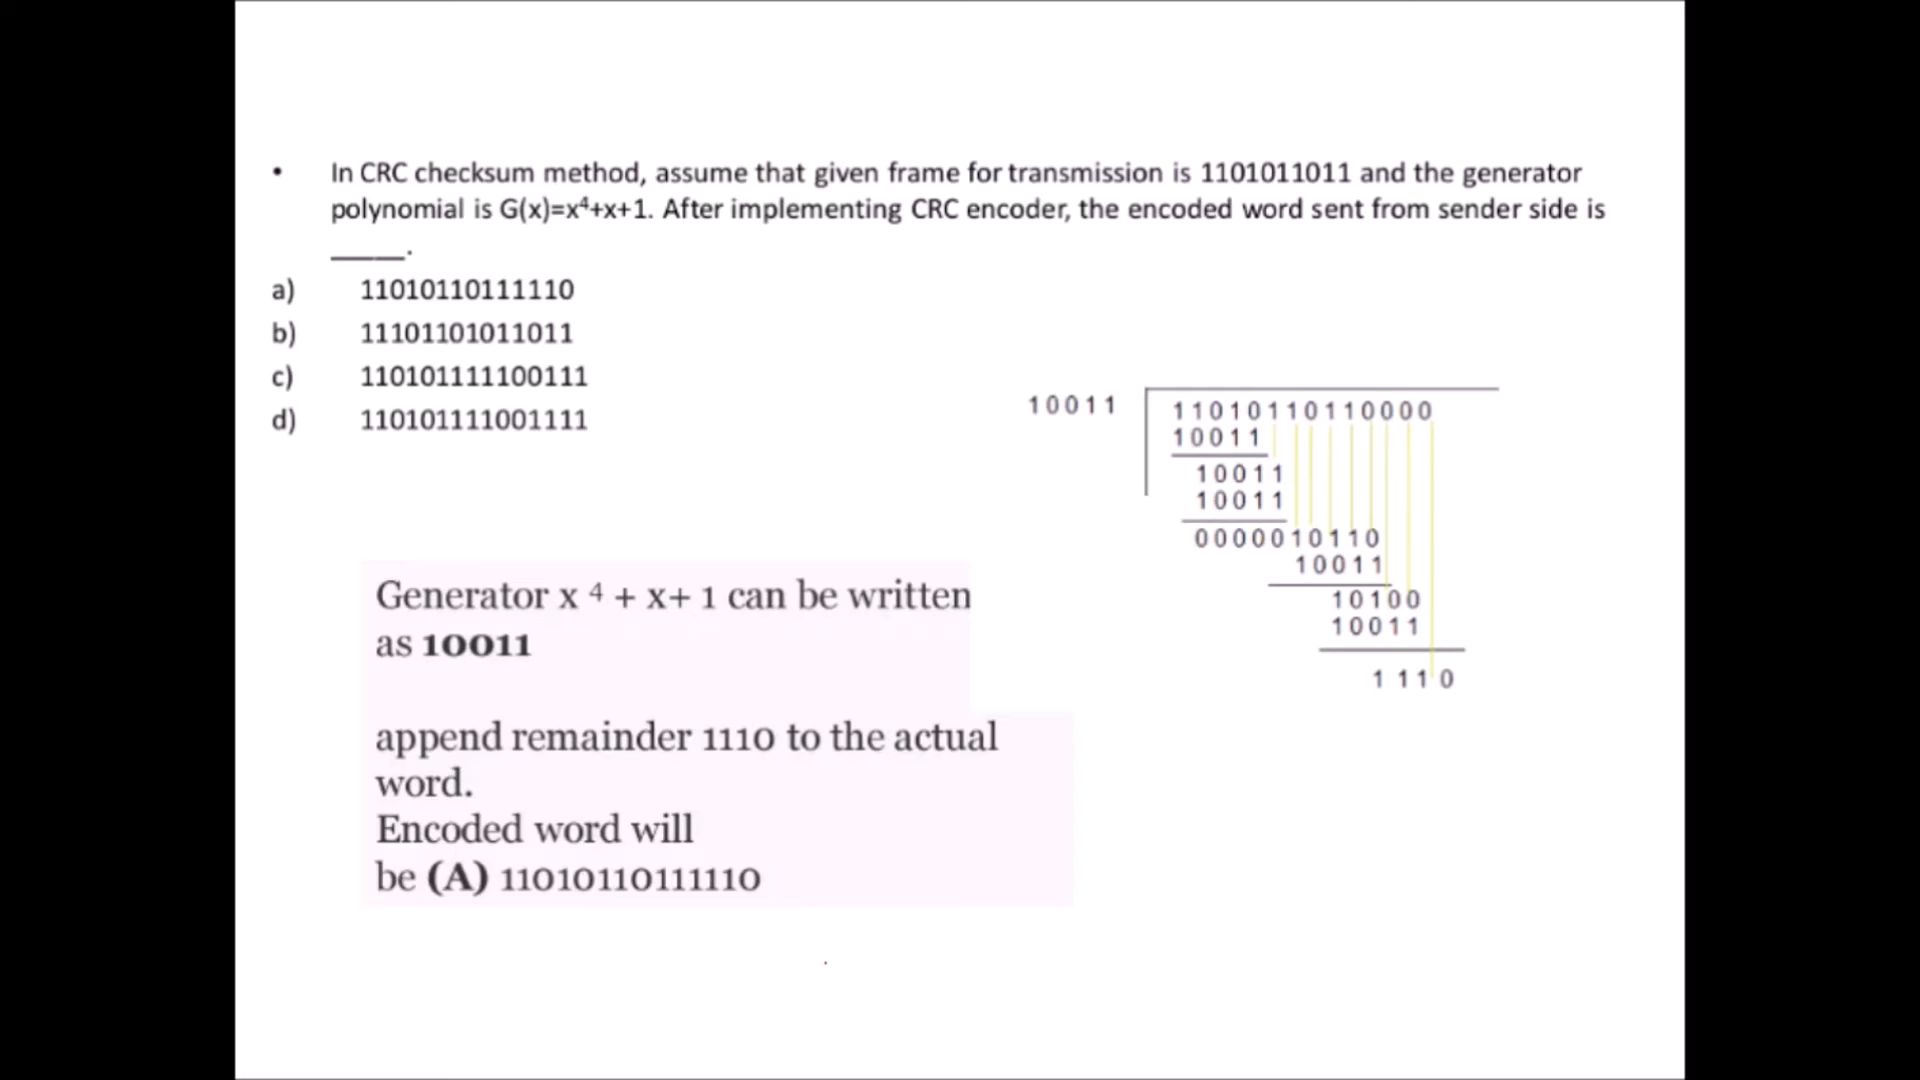 • In CRC checksum method, assume that given frame for transmission is 1101011011 and the generator
polynomial is G(x)=x⁴+x+1. After implementing CRC encoder, the encoded word sent from sender side is
_____.
a) 11010110111110
b) 11101101011011
c) 110101111100111
d) 110101111001111
10011
11010110110000
10011
10011
10011
0000010110
10011
10100
10011
1110
Generator x 4 + x+ 1 can be written
as 10011
append remainder 1110 to the actual
word.
Encoded word will
be (A) 11010110111110